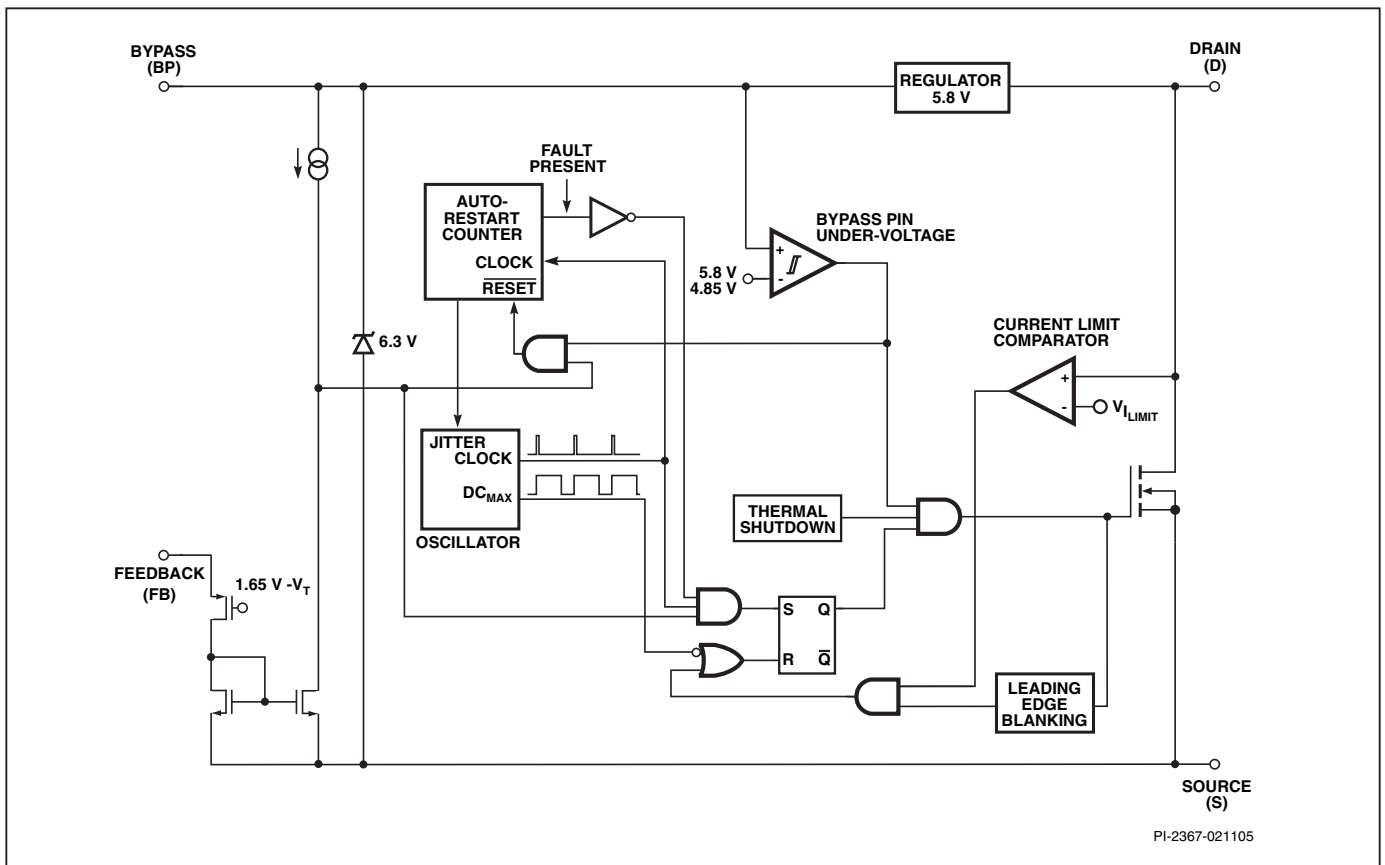 BYPASS
(BP)
DRAIN
(D)
REGULATOR
5.8 V
FAULT
PRESENT
AUTO-
RESTART
COUNTER
CLOCK
RESET
BYPASS PIN
UNDER-VOLTAGE
+
-
5.8 V
4.85 V
6.3 V
CURRENT LIMIT
COMPARATOR
+
-
VILIMIT
JITTER
CLOCK
DCMAX
OSCILLATOR
THERMAL
SHUTDOWN
FEEDBACK
(FB)
1.65 V -VT
S Q
R Q
LEADING
EDGE
BLANKING
SOURCE
(S)
PI-2367-021105